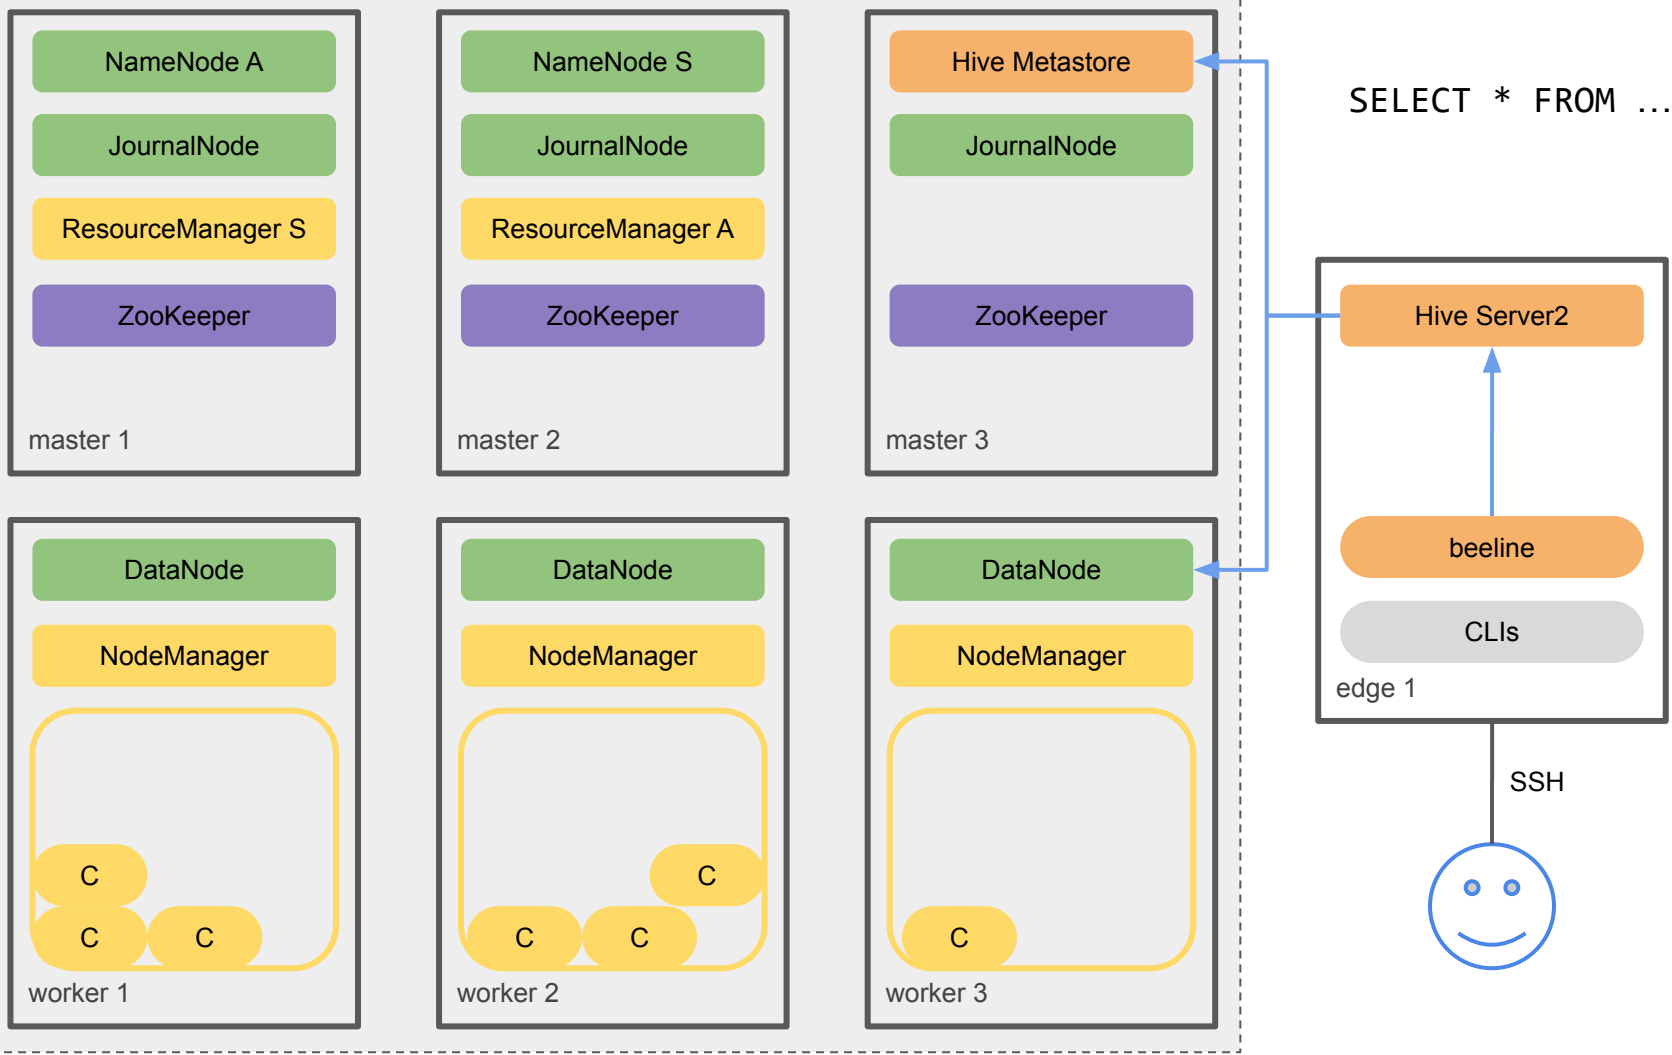 NameNode A
JournalNode
ResourceManager S
ZooKeeper
master 1
NameNode S
JournalNode
ResourceManager A
ZooKeeper
master 2
Hive Metastore
JournalNode
ZooKeeper
master 3
SELECT * FROM …
Hive Server2
beeline
CLIs
edge 1
SSH
DataNode
NodeManager
C
C
C
worker 1
DataNode
NodeManager
C
C
C
worker 2
DataNode
NodeManager
C
worker 3